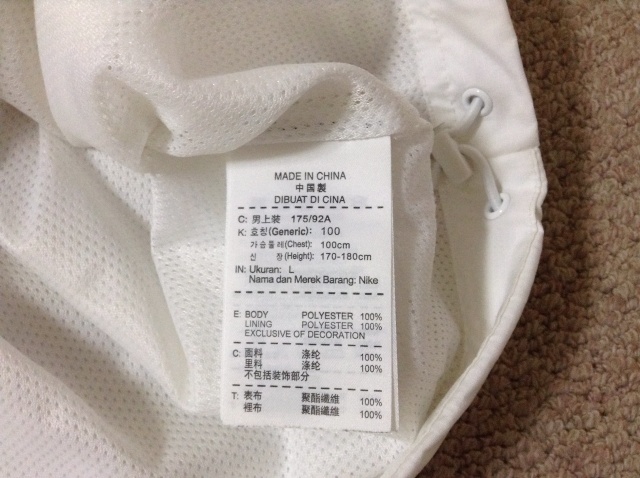 MADE IN CHINA
中国製
DIBUAT DI CINA
C: 男上装 175/92A
K: 호칭(Generic): 100
가슴둘레(Chest): 100cm
신 장(Height): 170-180cm
IN: Ukuran: L
Nama dan Merek Barang: Nike
E: BODY POLYESTER 100%
LINING POLYESTER 100%
EXCLUSIVE OF DECORATION
C: 面料 涤纶 100%
里料 涤纶 100%
不包括装饰部分
T: 表布 聚酯纖維 100%
裡布 聚酯纖維 100%